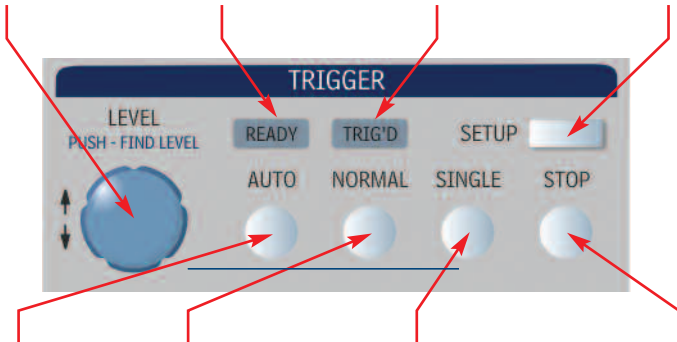 TRIGGER
LEVEL
PUSH - FIND LEVEL
READY
TRIG'D
SETUP
AUTO
NORMAL
SINGLE
STOP